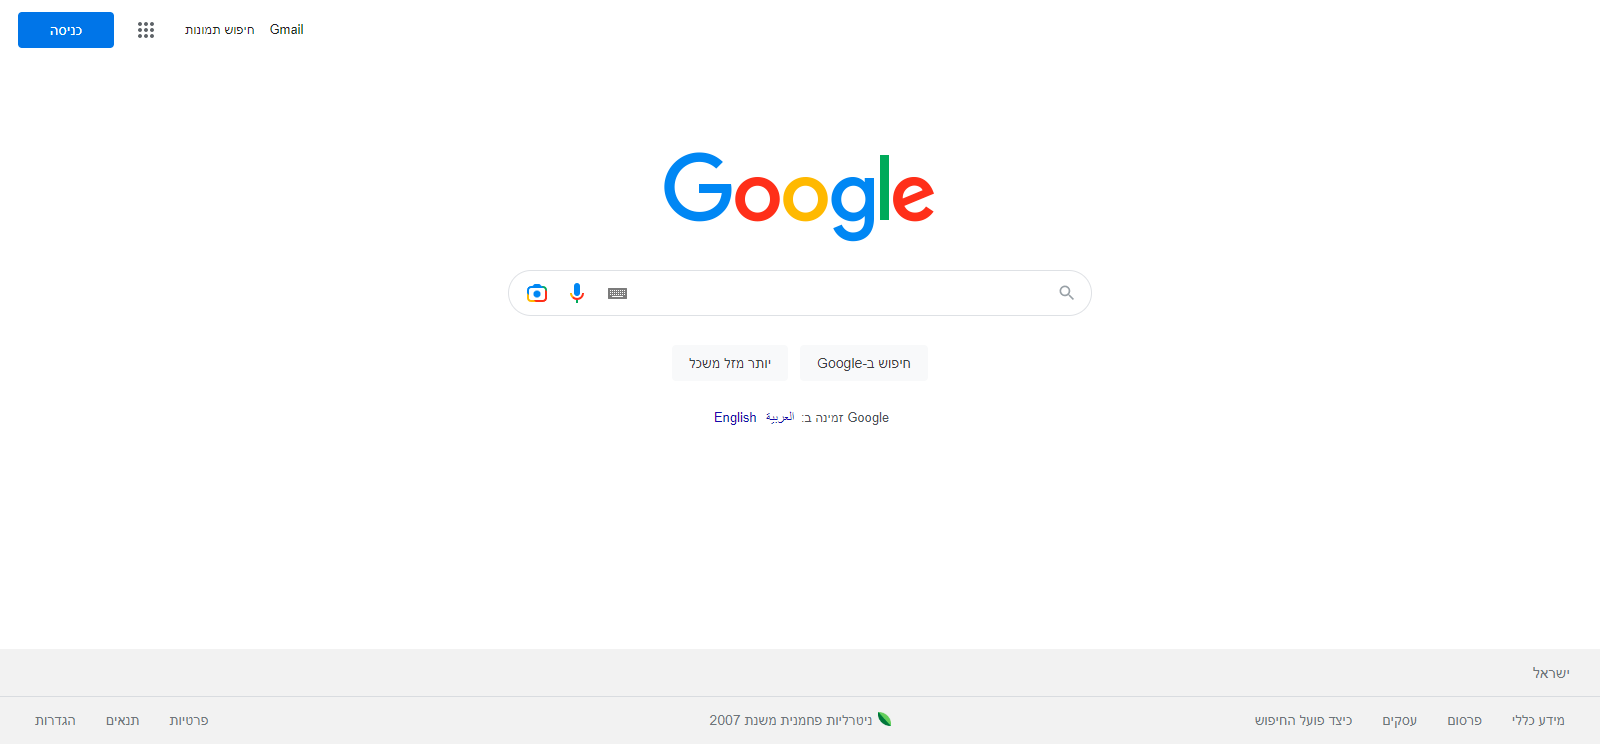 Gmail חיפוש תמונות כניסה
Google
חיפוש ב-Google יותר מזל משכל
Google זמינה ב: العربية English
ישראל
מידע כללי פרסום עסקים כיצד פועל החיפוש ניטרליות פחמנית משנת 2007 פרטיות תנאים הגדרות